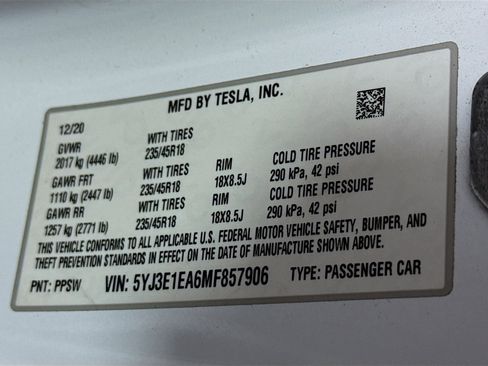 MFD BY TESLA, INC.
12/20
GVWR WITH TIRES
2017 kg (4446 lb) 235/45R18 RIM COLD TIRE PRESSURE
GAWR FRT WITH TIRES 18X8.5J 290 kPa, 42 psi
1110 kg (2447 lb) 235/45R18 RIM COLD TIRE PRESSURE
GAWR RR WITH TIRES 18X8.5J 290 kPa, 42 psi
1257 kg (2771 lb) 235/45R18
THIS VEHICLE CONFORMS TO ALL APPLICABLE U.S. FEDERAL MOTOR VEHICLE SAFETY, BUMPER, AND
THEFT PREVENTION STANDARDS IN EFFECT ON THE DATE OF MANUFACTURE SHOWN ABOVE.
PNT: PPSW VIN: 5YJ3E1EA6MF857906 TYPE: PASSENGER CAR